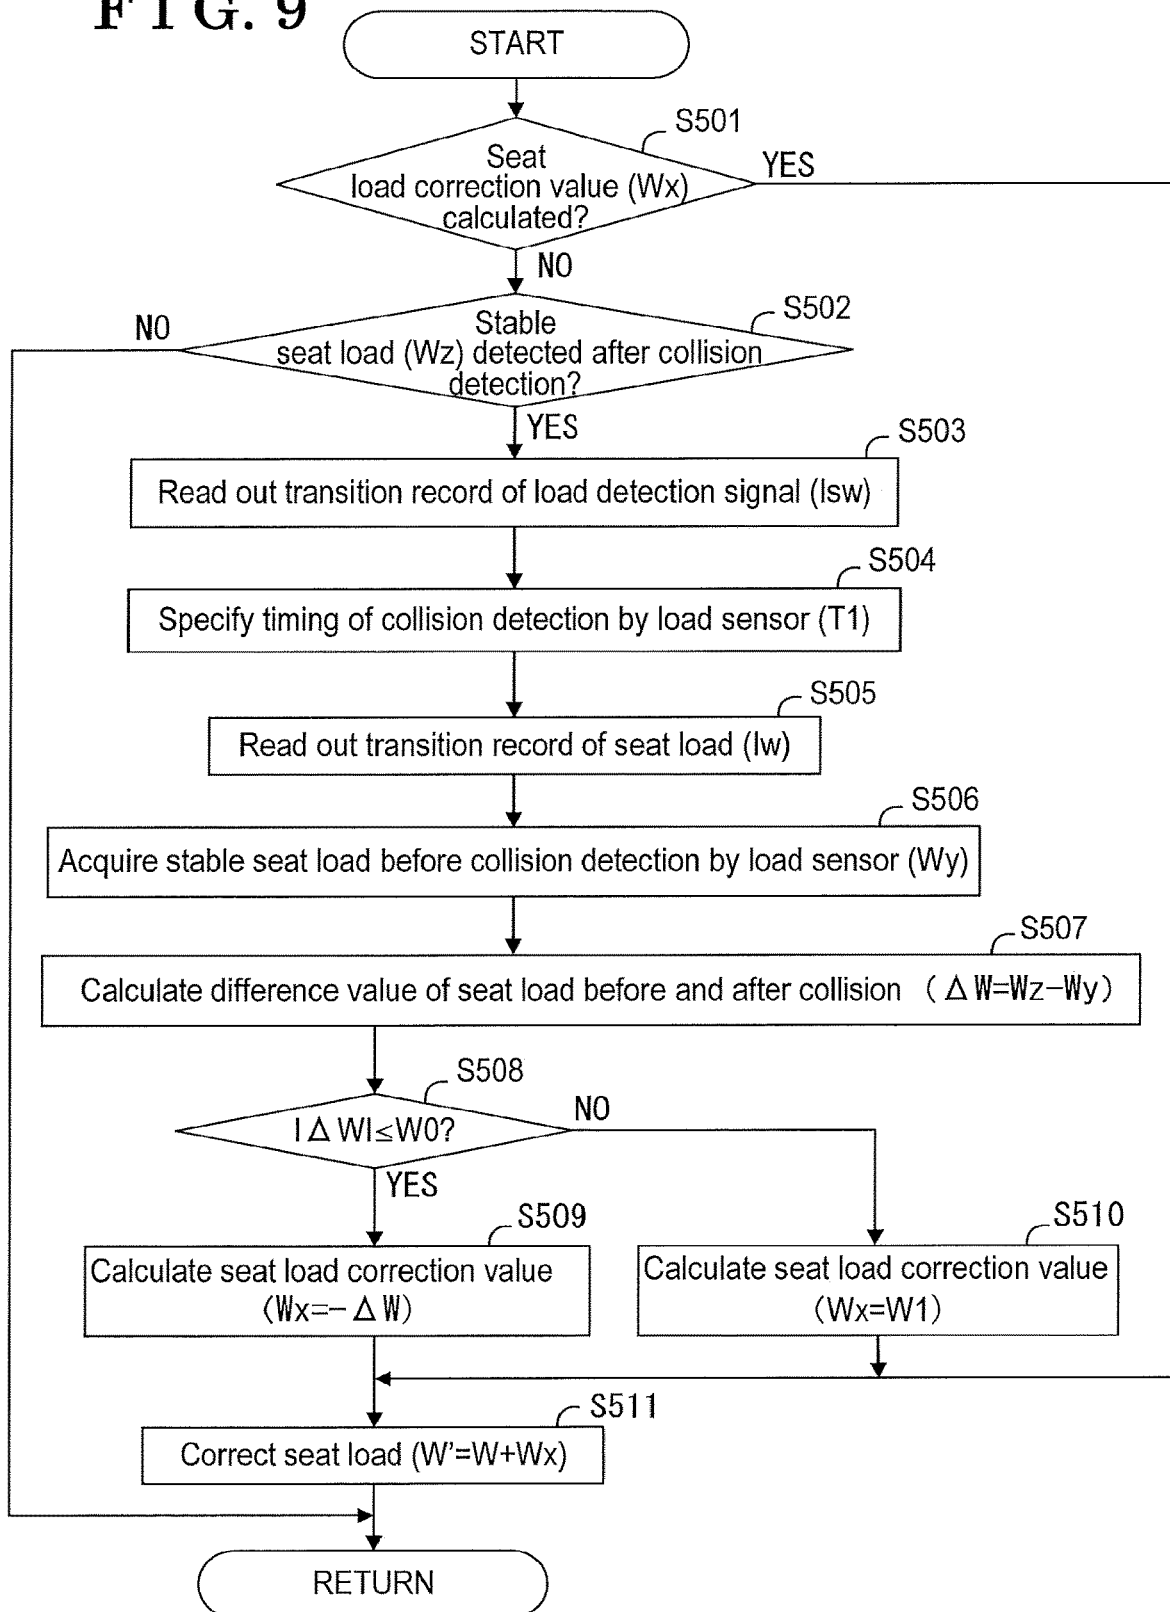 FIG. 9
START
S501
Seat
load correction value (Wx)
calculated?
YES
NO
S502
Stable
seat load (Wz) detected after collision
detection?
NO
YES
S503
Read out transition record of load detection signal (Isw)
S504
Specify timing of collision detection by load sensor (T1)
S505
Read out transition record of seat load (Iw)
S506
Acquire stable seat load before collision detection by load sensor (Wy)
S507
Calculate difference value of seat load before and after collision (ΔW=Wz-Wy)
S508
|ΔW|≤W0?
NO
YES
S509
Calculate seat load correction value
(Wx=-ΔW)
S510
Calculate seat load correction value
(Wx=W1)
S511
Correct seat load (W'=W+Wx)
RETURN